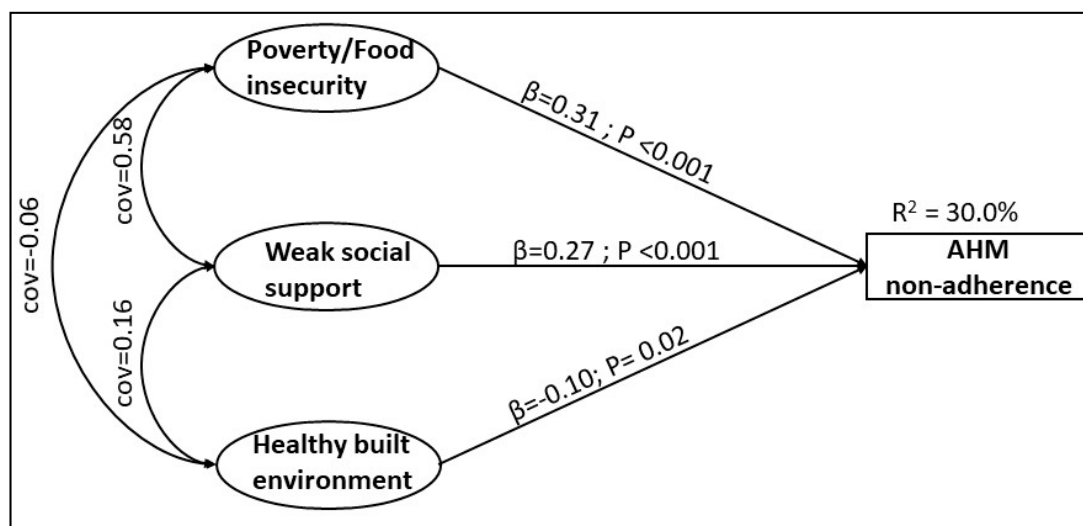 Poverty/Food
insecurity
β=0.31 ; P <0.001
cov=0.58
cov=-0.06
R² = 30.0%
Weak social
support
β=0.27 ; P <0.001
AHM
non-adherence
cov=0.16
β=-0.10; P= 0.02
Healthy built
environment